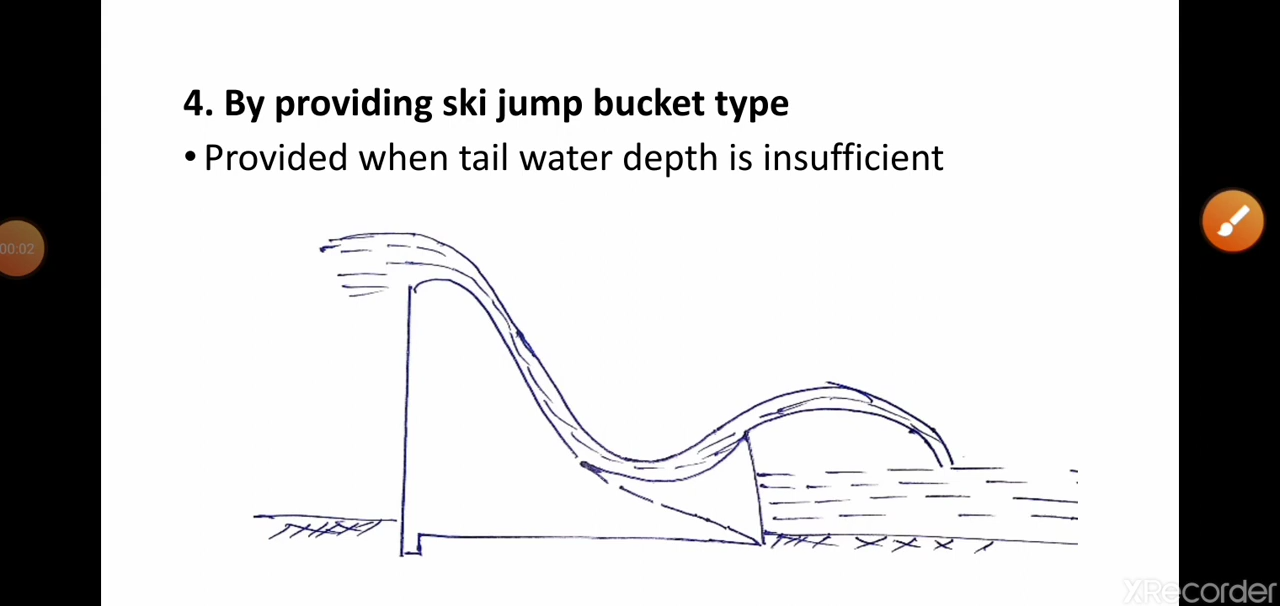 4. By providing ski jump bucket type
• Provided when tail water depth is insufficient
00:02
XRecorder